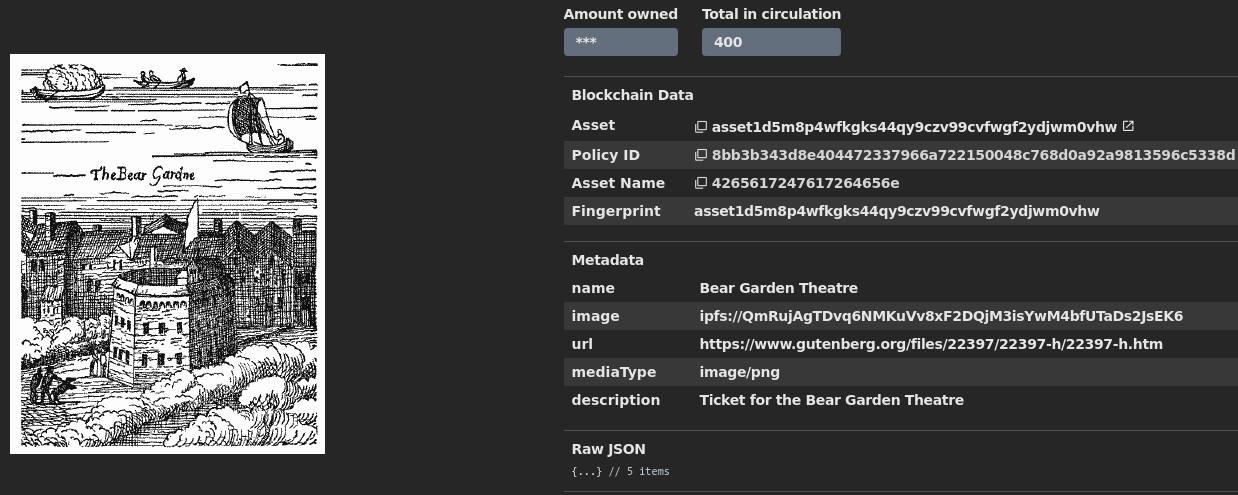 Amount owned Total in circulation
*** 400
TheBear Gardne
Blockchain Data
Asset asset1d5m8p4wfkgks44qy9czv99cvfwgf2ydjwm0vhw
Policy ID 8bb3b343d8e404472337966a722150048c768d0a92a9813596c5338d
Asset Name 4265617247617264656e
Fingerprint asset1d5m8p4wfkgks44qy9czv99cvfwgf2ydjwm0vhw
Metadata
name Bear Garden Theatre
image ipfs://QmRujAgTDvq6NMKuVv8xF2DQjM3isYwM4bfUTaDs2JsEK6
url https://www.gutenberg.org/files/22397/22397-h/22397-h.htm
mediaType image/png
description Ticket for the Bear Garden Theatre
Raw JSON
{...} // 5 items